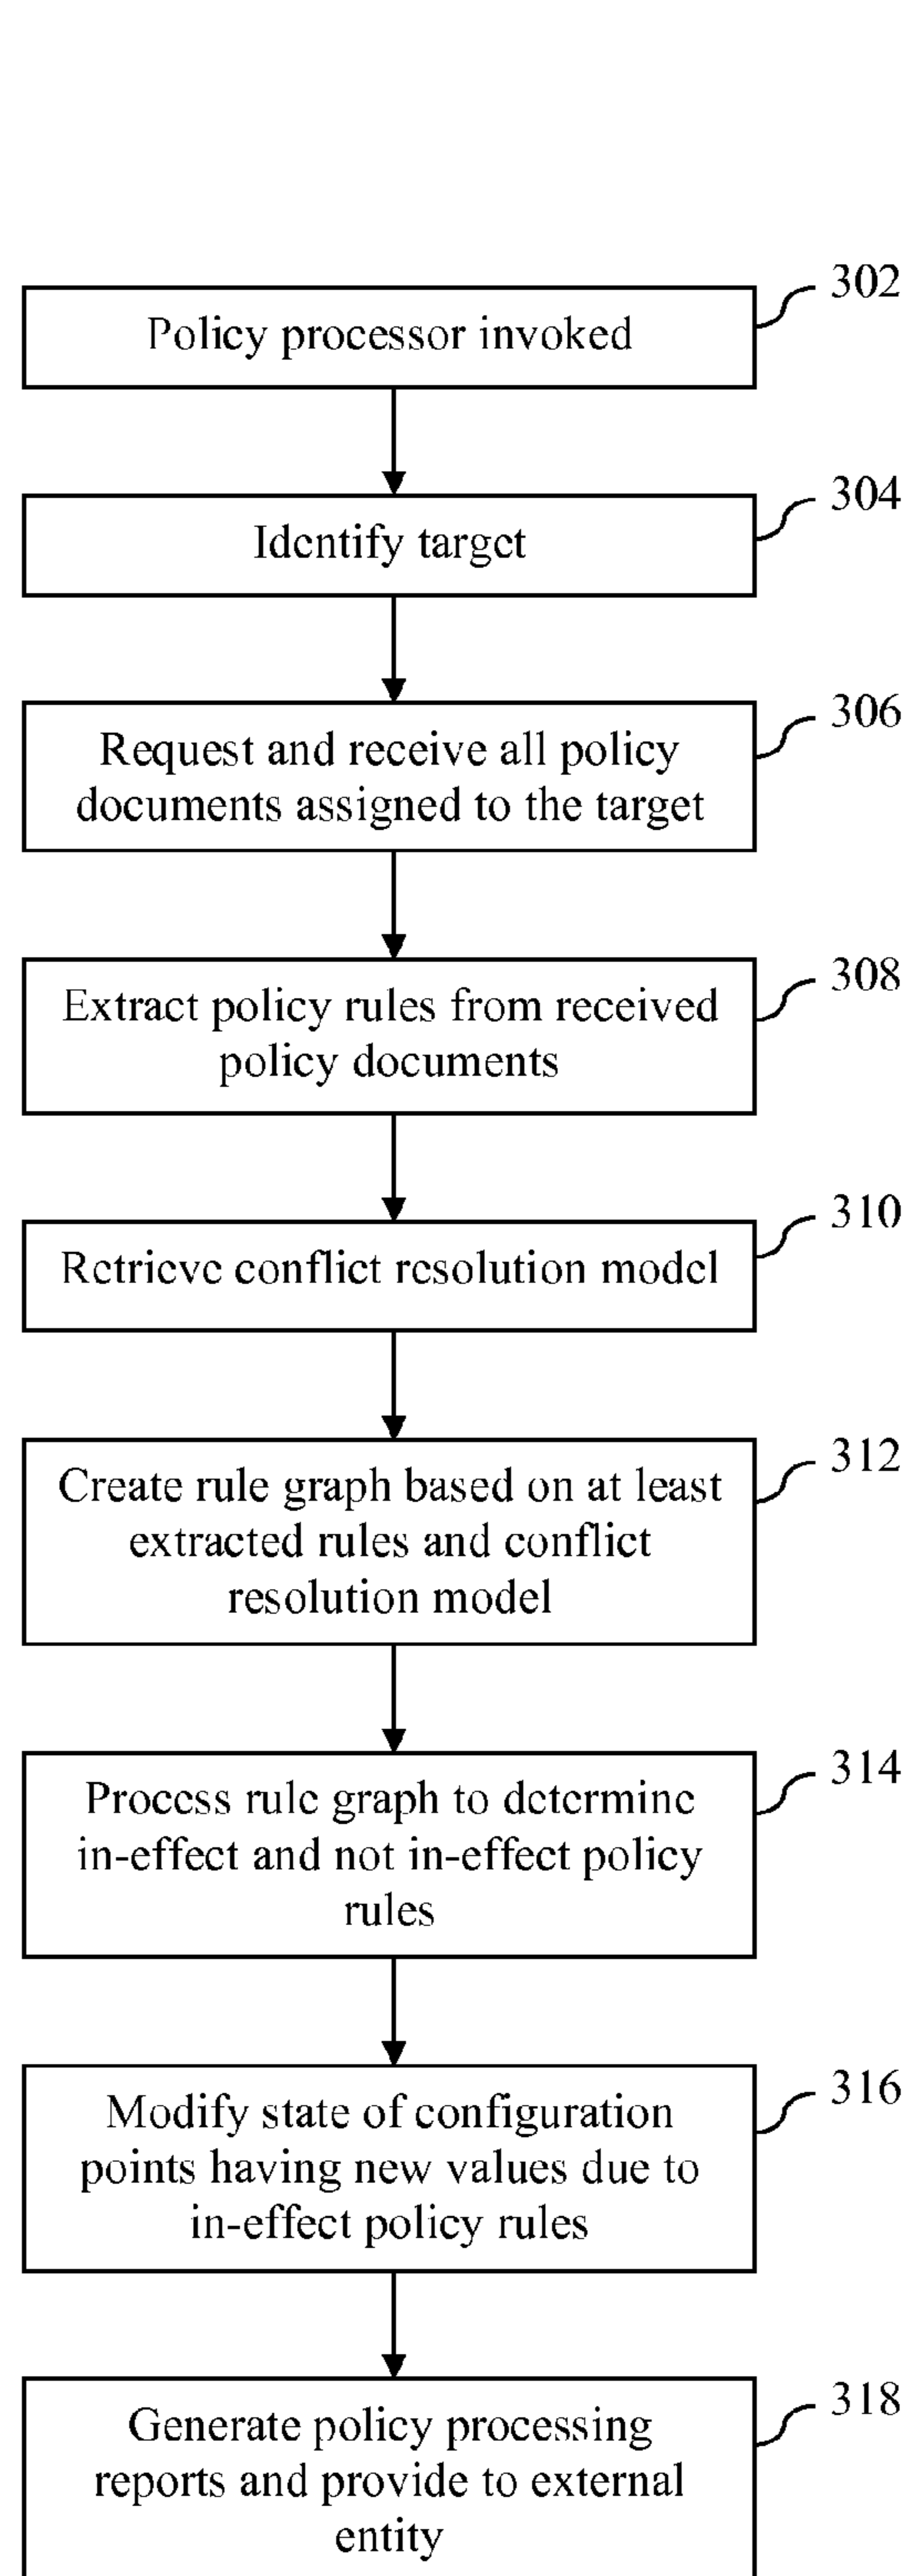 302
Policy processor invoked
304
Identify target
306
Request and receive all policy
documents assigned to the target
308
Extract policy rules from received
policy documents
310
Retrieve conflict resolution model
312
Create rule graph based on at least
extracted rules and conflict
resolution model
314
Process rule graph to determine
in-effect and not in-effect policy
rules
316
Modify state of configuration
points having new values due to
in-effect policy rules
318
Generate policy processing
reports and provide to external
entity